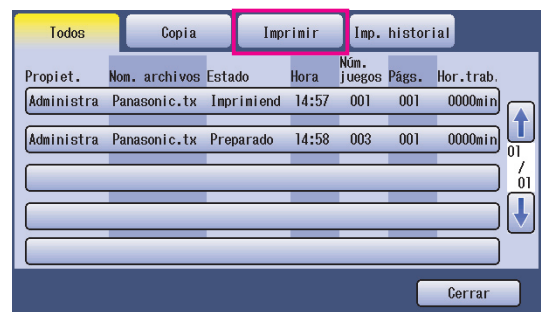 Todos Copia Imprimir Imp. historial
Propiet. Nom. archivos Estado Hora Núm. juegos Págs. Hor.trab.
Administra Panasonic.tx Imprimiend 14:57 001 001 0000min
Administra Panasonic.tx Preparado 14:58 003 001 0000min
01
/
01
Cerrar